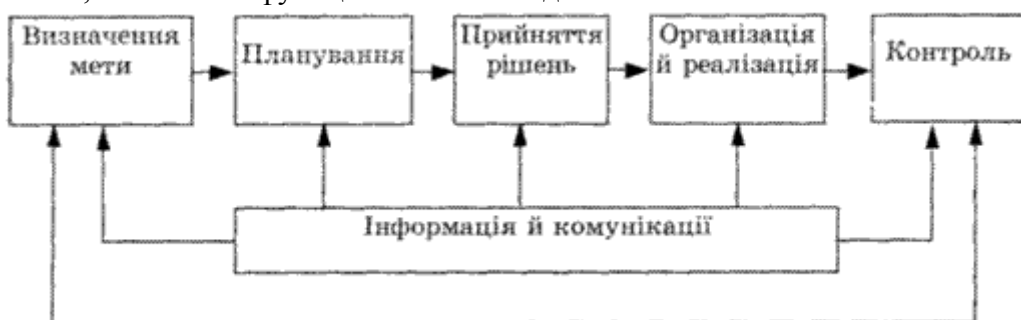 Визначення
мети
Планування
Прийняття
рішень
Організація
й реалізація
Контроль
Інформація й комунікації